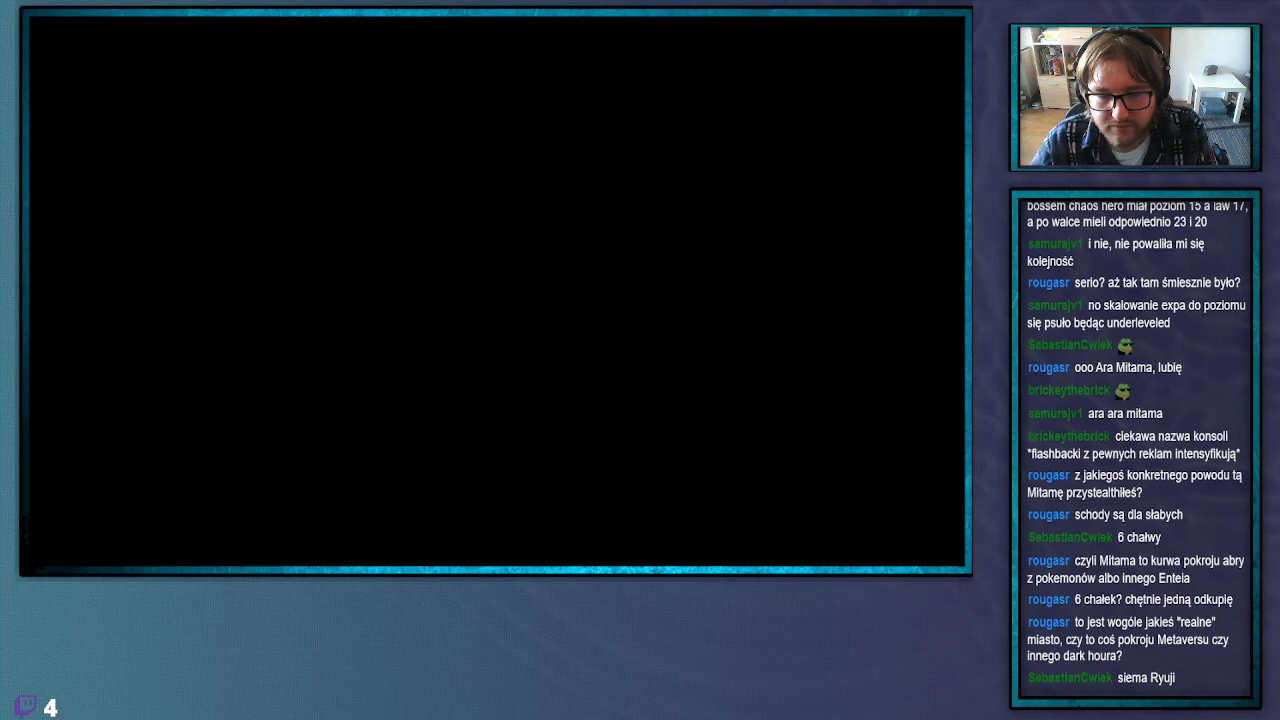 bossem chaos hero miał poziom 15 a law 17,
a po walce mieli odpowiednio 23 i 20
samurajv1 i nie, nie powaliła mi się
kolejność
rougasr serio? aż tak tam śmiesznie było?
samurajv1 no skalowanie expa do poziomu
się psuło będąc underleveled
SebastianCwiek
rougasr ooo Ara Mitama, lubię
brickeythebrick
samurajv1 ara ara mitama
brickeythebrick ciekawa nazwa konsoli
*flashbacki z pewnych reklam intensyfikują*
rougasr z jakiegoś konkretnego powodu tą
Mitamę przystealthiłeś?
rougasr schody są dla słabych
SebastianCwiek 6 chałwy
rougasr czyli Mitama to kurwa pokroju abry
z pokemonów albo innego Enteia
rougasr 6 chałek? chętnie jedną odkupię
rougasr to jest wogóle jakieś "realne"
miasto, czy to coś pokroju Metaversu czy
innego dark houra?
SebastianCwiek siema Ryuji
4